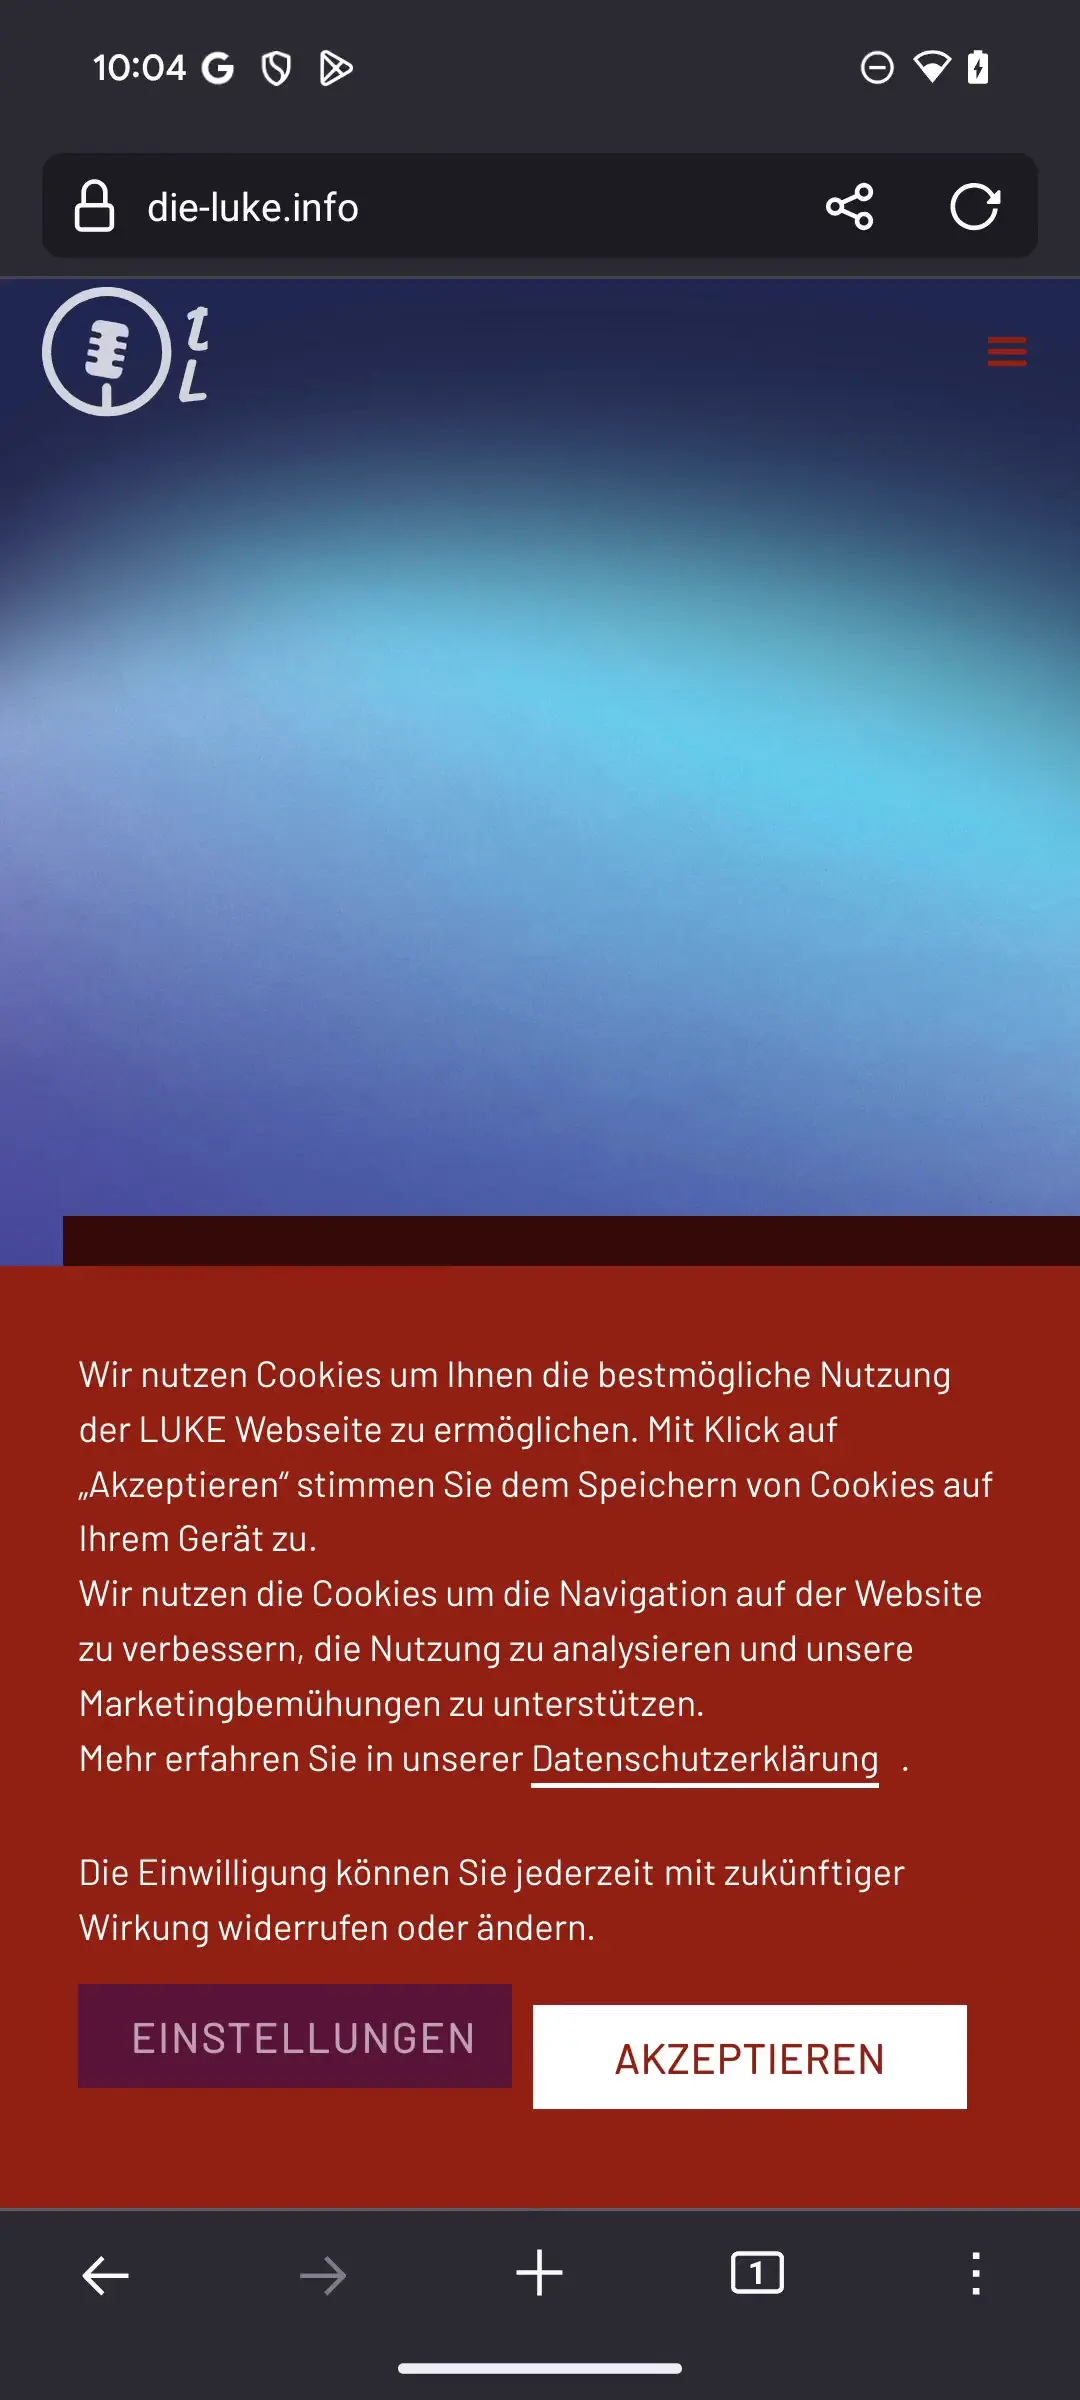 10:04
die-luke.info
1
L
Wir nutzen Cookies um Ihnen die bestmögliche Nutzung
der LUKE Webseite zu ermöglichen. Mit Klick auf
„Akzeptieren“ stimmen Sie dem Speichern von Cookies auf
Ihrem Gerät zu.
Wir nutzen die Cookies um die Navigation auf der Website
zu verbessern, die Nutzung zu analysieren und unsere
Marketingbemühungen zu unterstützen.
Mehr erfahren Sie in unserer Datenschutzerklärung .
Die Einwilligung können Sie jederzeit mit zukünftiger
Wirkung widerrufen oder ändern.
EINSTELLUNGEN
AKZEPTIEREN
1